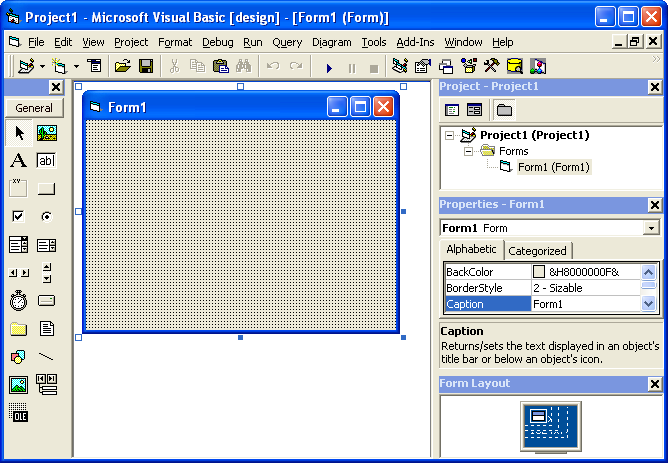 Project1 - Microsoft Visual Basic [design] - [Form1 (Form)]
File Edit View Project Format Debug Run Query Diagram Tools Add-Ins Window Help
General
A
ab
xy
OLE
Form1
Project - Project1
Project1 (Project1)
Forms
Form1 (Form1)
Properties - Form1
Form1 Form
Alphabetic Categorized
BackColor &H8000000F&
BorderStyle 2 - Sizable
Caption Form1
Caption
Returns/sets the text displayed in an object's
title bar or below an object's icon.
Form Layout